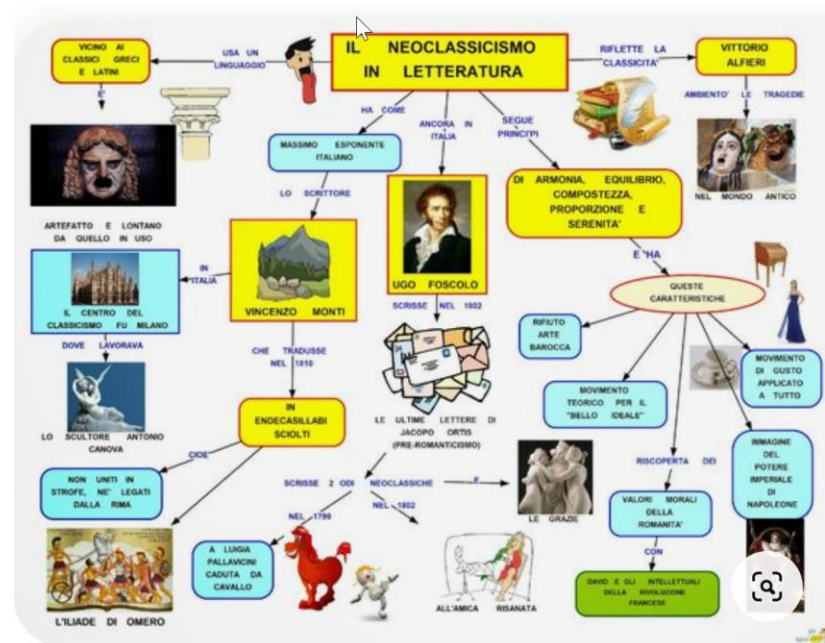 IL NEOCLASSICISMO
IN LETTERATURA
USA UN
LINGUAGGIO
VICINO AI
CLASSICI GRECI
E LATINI
E'
ARTEFATTO E LONTANO
DA QUELLO IN USO
RIFLETTE LA
CLASSICITA'
VITTORIO
ALFIERI
AMBIENTO' LE TRAGEDIE
NEL MONDO ANTICO
HA COME
MASSIMO ESPONENTE
ITALIANO
LO SCRITTORE
VINCENZO MONTI
IN
ITALIA
IL CENTRO DEL
CLASSICISMO FU MILANO
DOVE LAVORAVA
LO SCULTORE ANTONIO
CANOVA
CHE TRADUSSE
NEL 1810
IN
ENDECASILLABI
SCIOLTI
CIOE'
NON UNITI IN
STROFE, NE' LEGATI
DALLA RIMA
L'ILIADE DI OMERO
ANCORA IN
ITALIA
UGO FOSCOLO
SCRISSE NEL 1802
LE ULTIME LETTERE DI
JACOPO ORTIS
(PRE-ROMANTICISMO)
SCRISSE 2 ODI NEOCLASSICHE E
NEL 1799
A LUIGIA
PALLAVICINI
CADUTA DA
CAVALLO
NEL 1802
ALL'AMICA RISANATA
LE GRAZIE
SEGUE
PRINCIPI
DI ARMONIA, EQUILIBRIO,
COMPOSTEZZA,
PROPORZIONE E
SERENITA'
E 'HA
QUESTE
CARATTERISTICHE
RIFIUTO
ARTE
BAROCCA
MOVIMENTO
TEORICO PER IL
"BELLO IDEALE"
RISCOPERTA DEI
VALORI MORALI
DELLA
ROMANITA'
CON
DAVID E GLI INTELLETTUALI
DELLA RIVOLUZIONE
FRANCESE
MOVIMENTO
DI GUSTO
APPLICATO
A TUTTO
IMMAGINE
DEL
POTERE
IMPERIALE
DI
NAPOLEONE